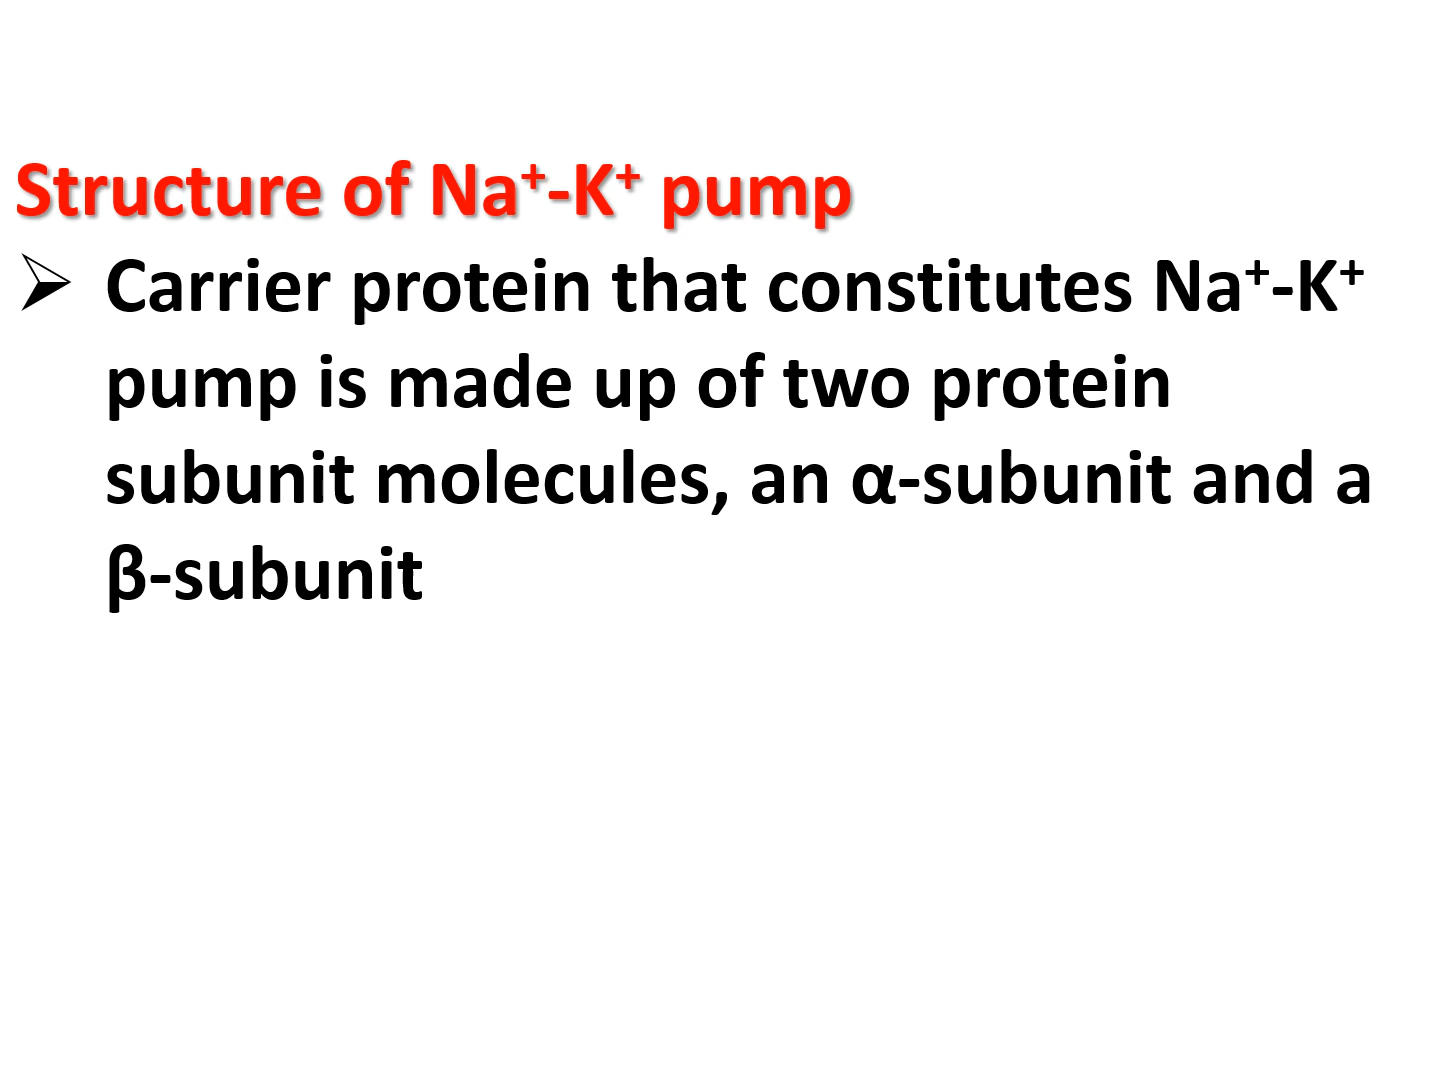 Structure of Na⁺-K⁺ pump
➢ Carrier protein that constitutes Na⁺-K⁺
pump is made up of two protein
subunit molecules, an α-subunit and a
β-subunit